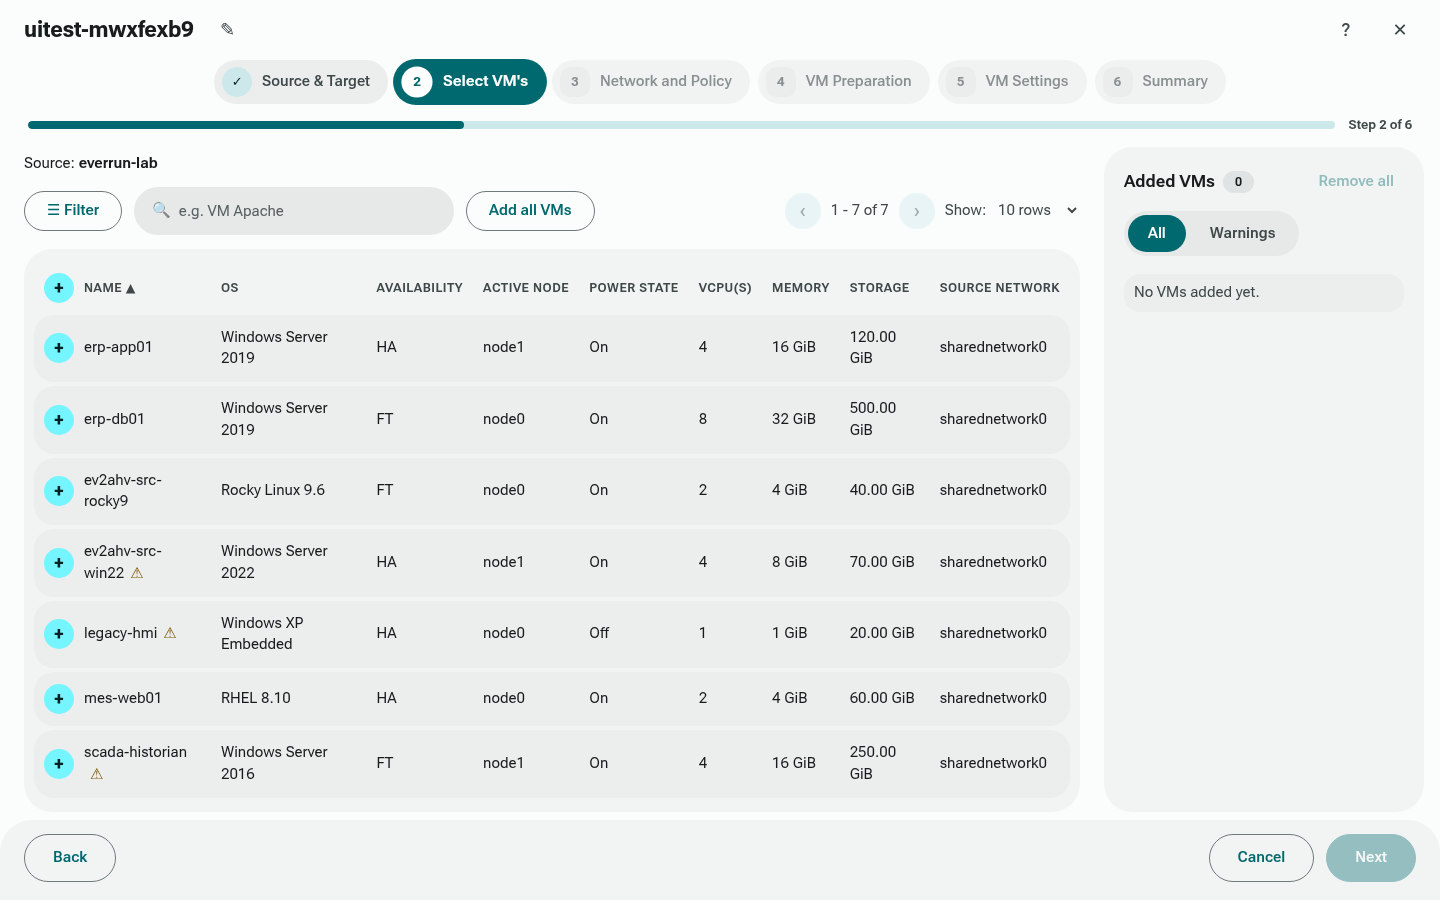 uitest-mwxfexb9 ✎ ? ✕
✓ Source & Target 2 Select VM's 3 Network and Policy 4 VM Preparation 5 VM Settings 6 Summary
Step 2 of 6
Source: everrun-lab
☰ Filter 🔍 e.g. VM Apache Add all VMs ‹ 1 - 7 of 7 › Show: 10 rows
+ NAME ▲ OS AVAILABILITY ACTIVE NODE POWER STATE VCPU(S) MEMORY STORAGE SOURCE NETWORK
+ erp-app01 Windows Server 2019 HA node1 On 4 16 GiB 120.00 GiB sharednetwork0
+ erp-db01 Windows Server 2019 FT node0 On 8 32 GiB 500.00 GiB sharednetwork0
+ ev2ahv-src-rocky9 Rocky Linux 9.6 FT node0 On 2 4 GiB 40.00 GiB sharednetwork0
+ ev2ahv-src-win22 ⚠ Windows Server 2022 HA node1 On 4 8 GiB 70.00 GiB sharednetwork0
+ legacy-hmi ⚠ Windows XP Embedded HA node0 Off 1 1 GiB 20.00 GiB sharednetwork0
+ mes-web01 RHEL 8.10 HA node0 On 2 4 GiB 60.00 GiB sharednetwork0
+ scada-historian ⚠ Windows Server 2016 FT node1 On 4 16 GiB 250.00 GiB sharednetwork0
Added VMs 0 Remove all
All Warnings
No VMs added yet.
Back Cancel Next